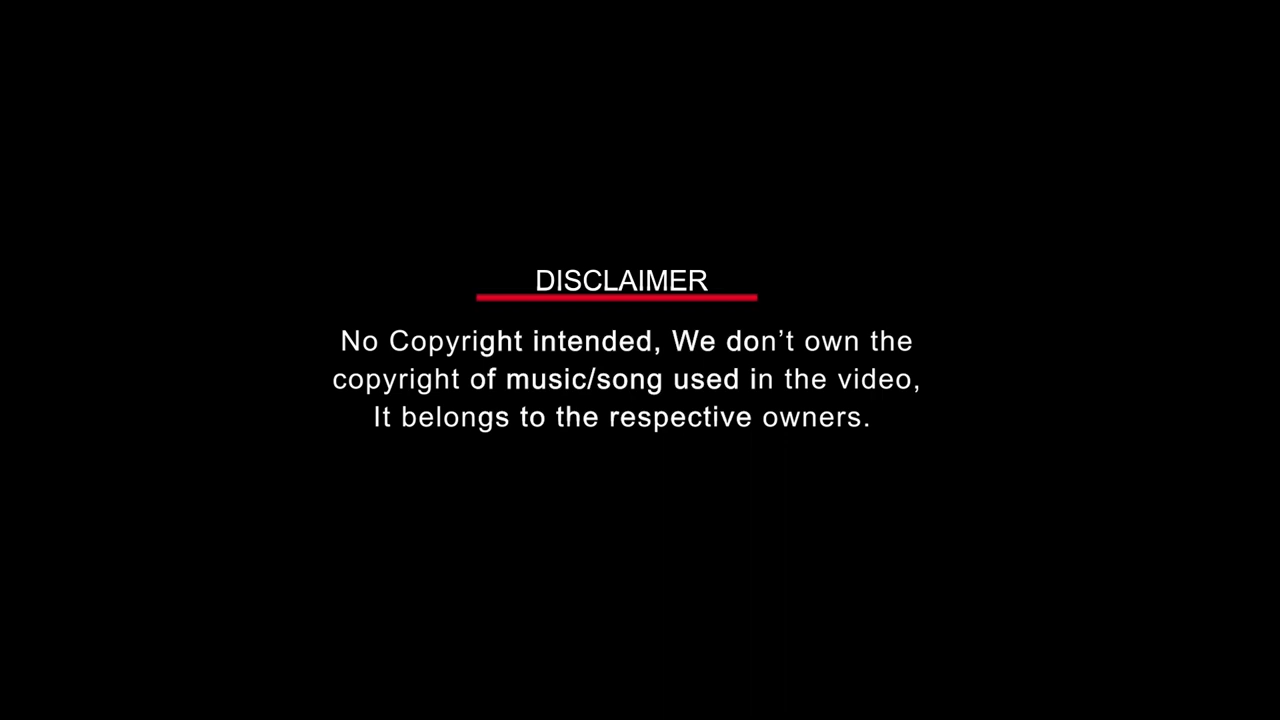 DISCLAIMER
No Copyright intended, We don’t own the
copyright of music/song used in the video,
It belongs to the respective owners.